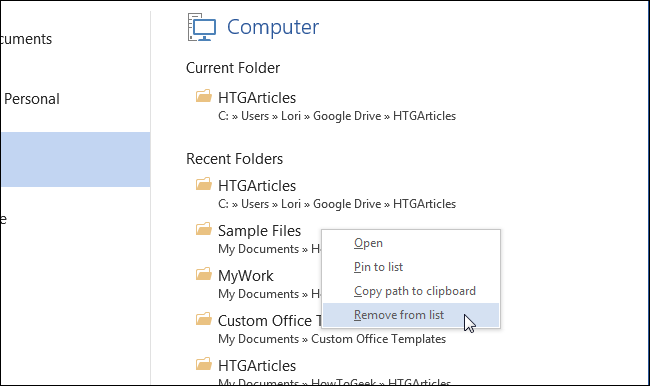 Computer
cuments
Current Folder
Personal
HTGArticles
C: » Users » Lori » Google Drive » HTGArticles
Recent Folders
HTGArticles
C: » Users » Lori » Google Drive » HTGArticles
Sample Files
My Documents »
Open
Pin to list
Copy path to clipboard
Remove from list
MyWork
My Documents »
Custom Office
My Documents » Custom Office Templates
HTGArticles
My Documents » HowToGeek » HTGArticles